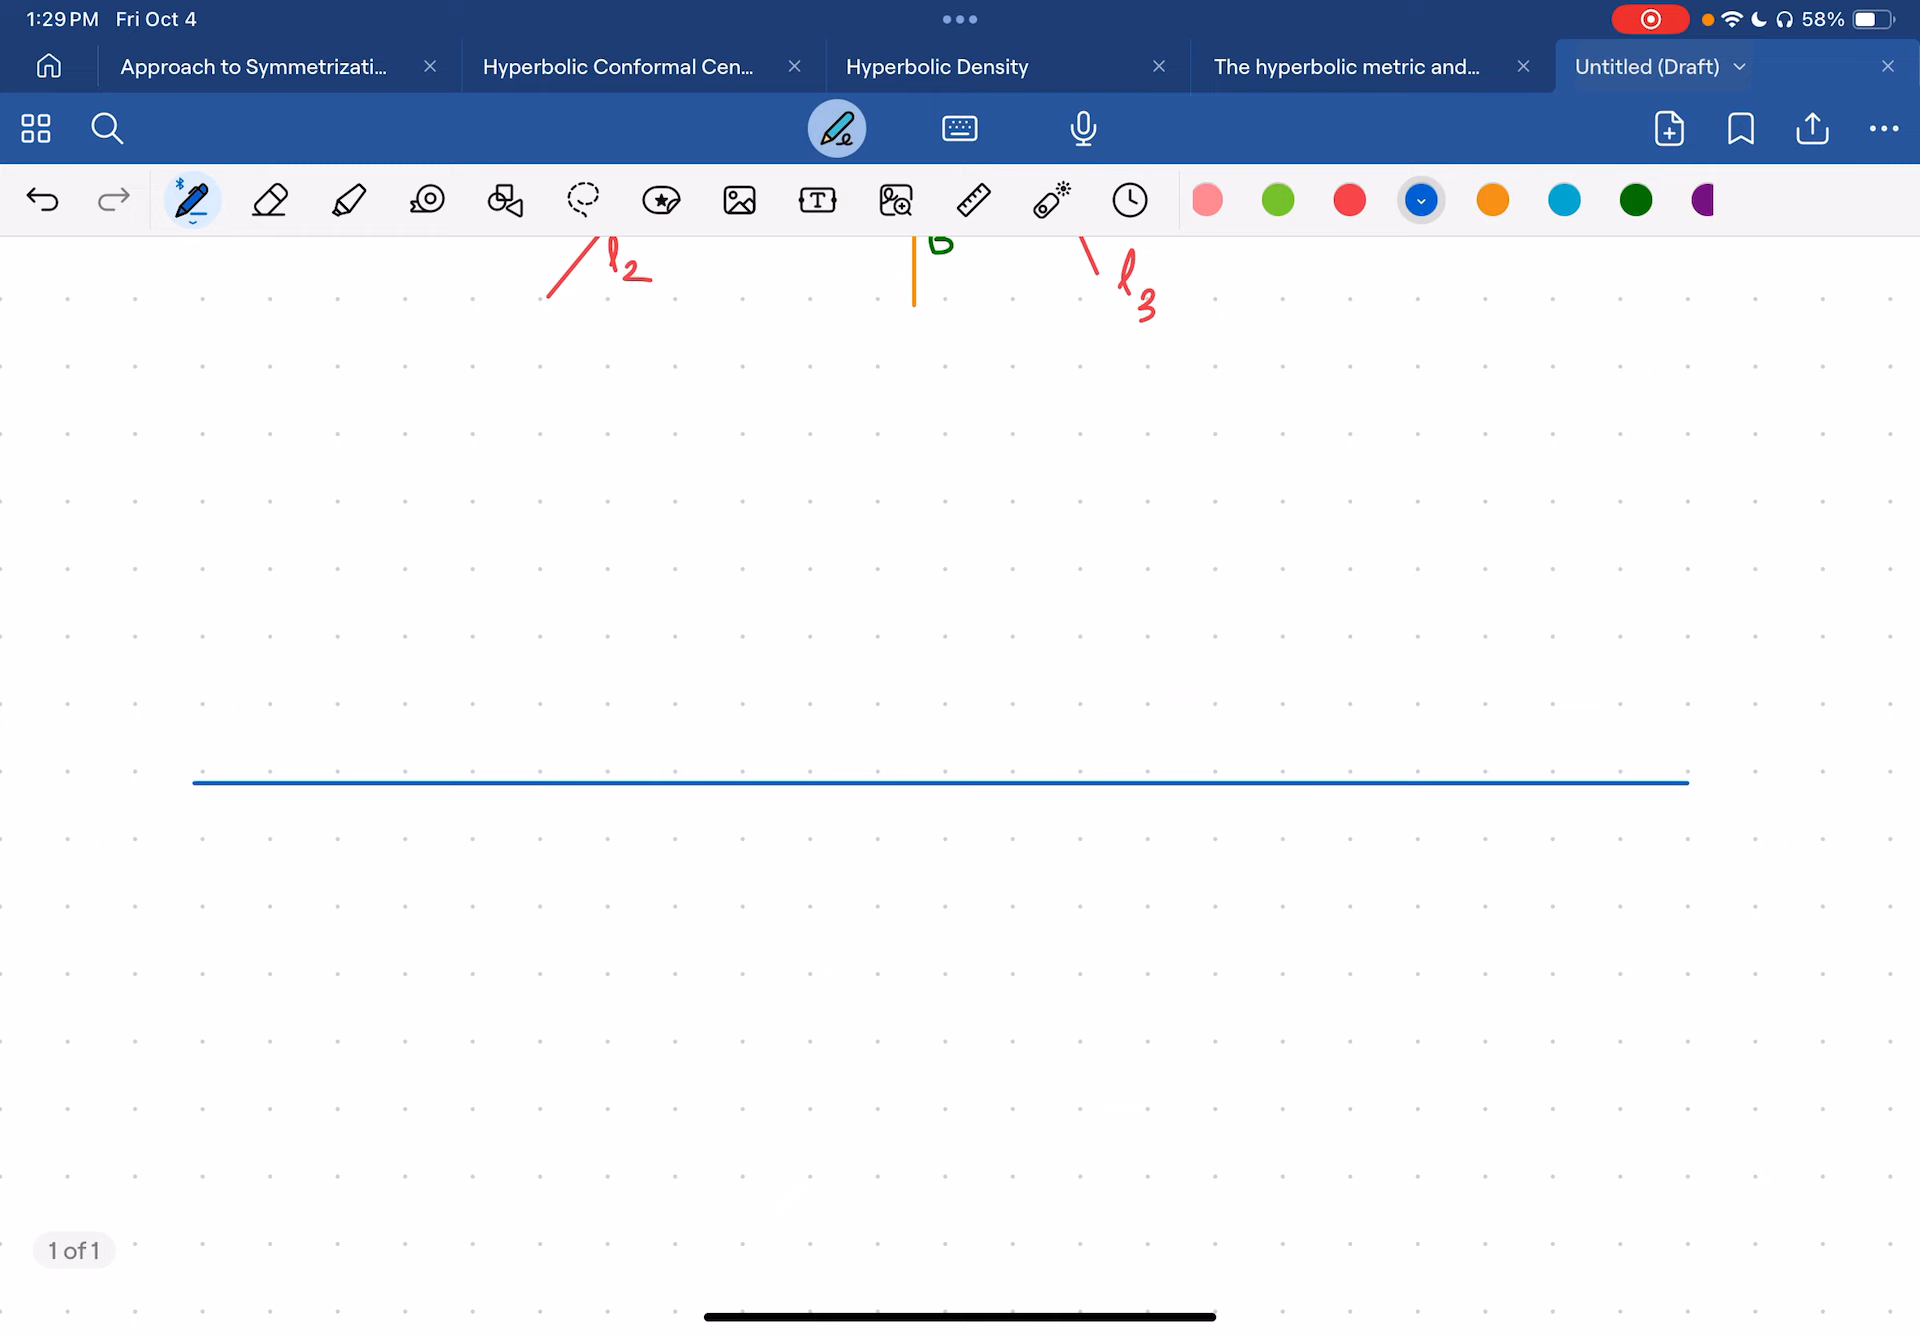 1:29 PM Fri Oct 4 58%
Approach to Symmetrizati... Hyperbolic Conformal Cen... Hyperbolic Density The hyperbolic metric and... Untitled (Draft)
l2 B l3
1 of 1